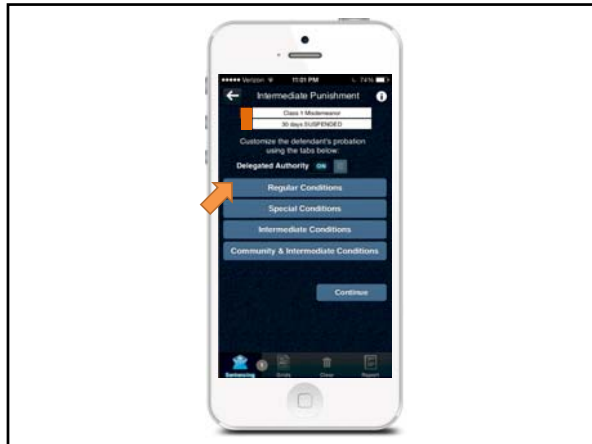 Verizon 11:01 PM 74%
Intermediate Punishment
Class 1 Misdemeanor
30 days SUSPENDED
Customize the defendant's probation
using the tabs below:
Delegated Authority ON
Regular Conditions
Special Conditions
Intermediate Conditions
Community & Intermediate Conditions
Continue
Sentencing Grids Clear Report